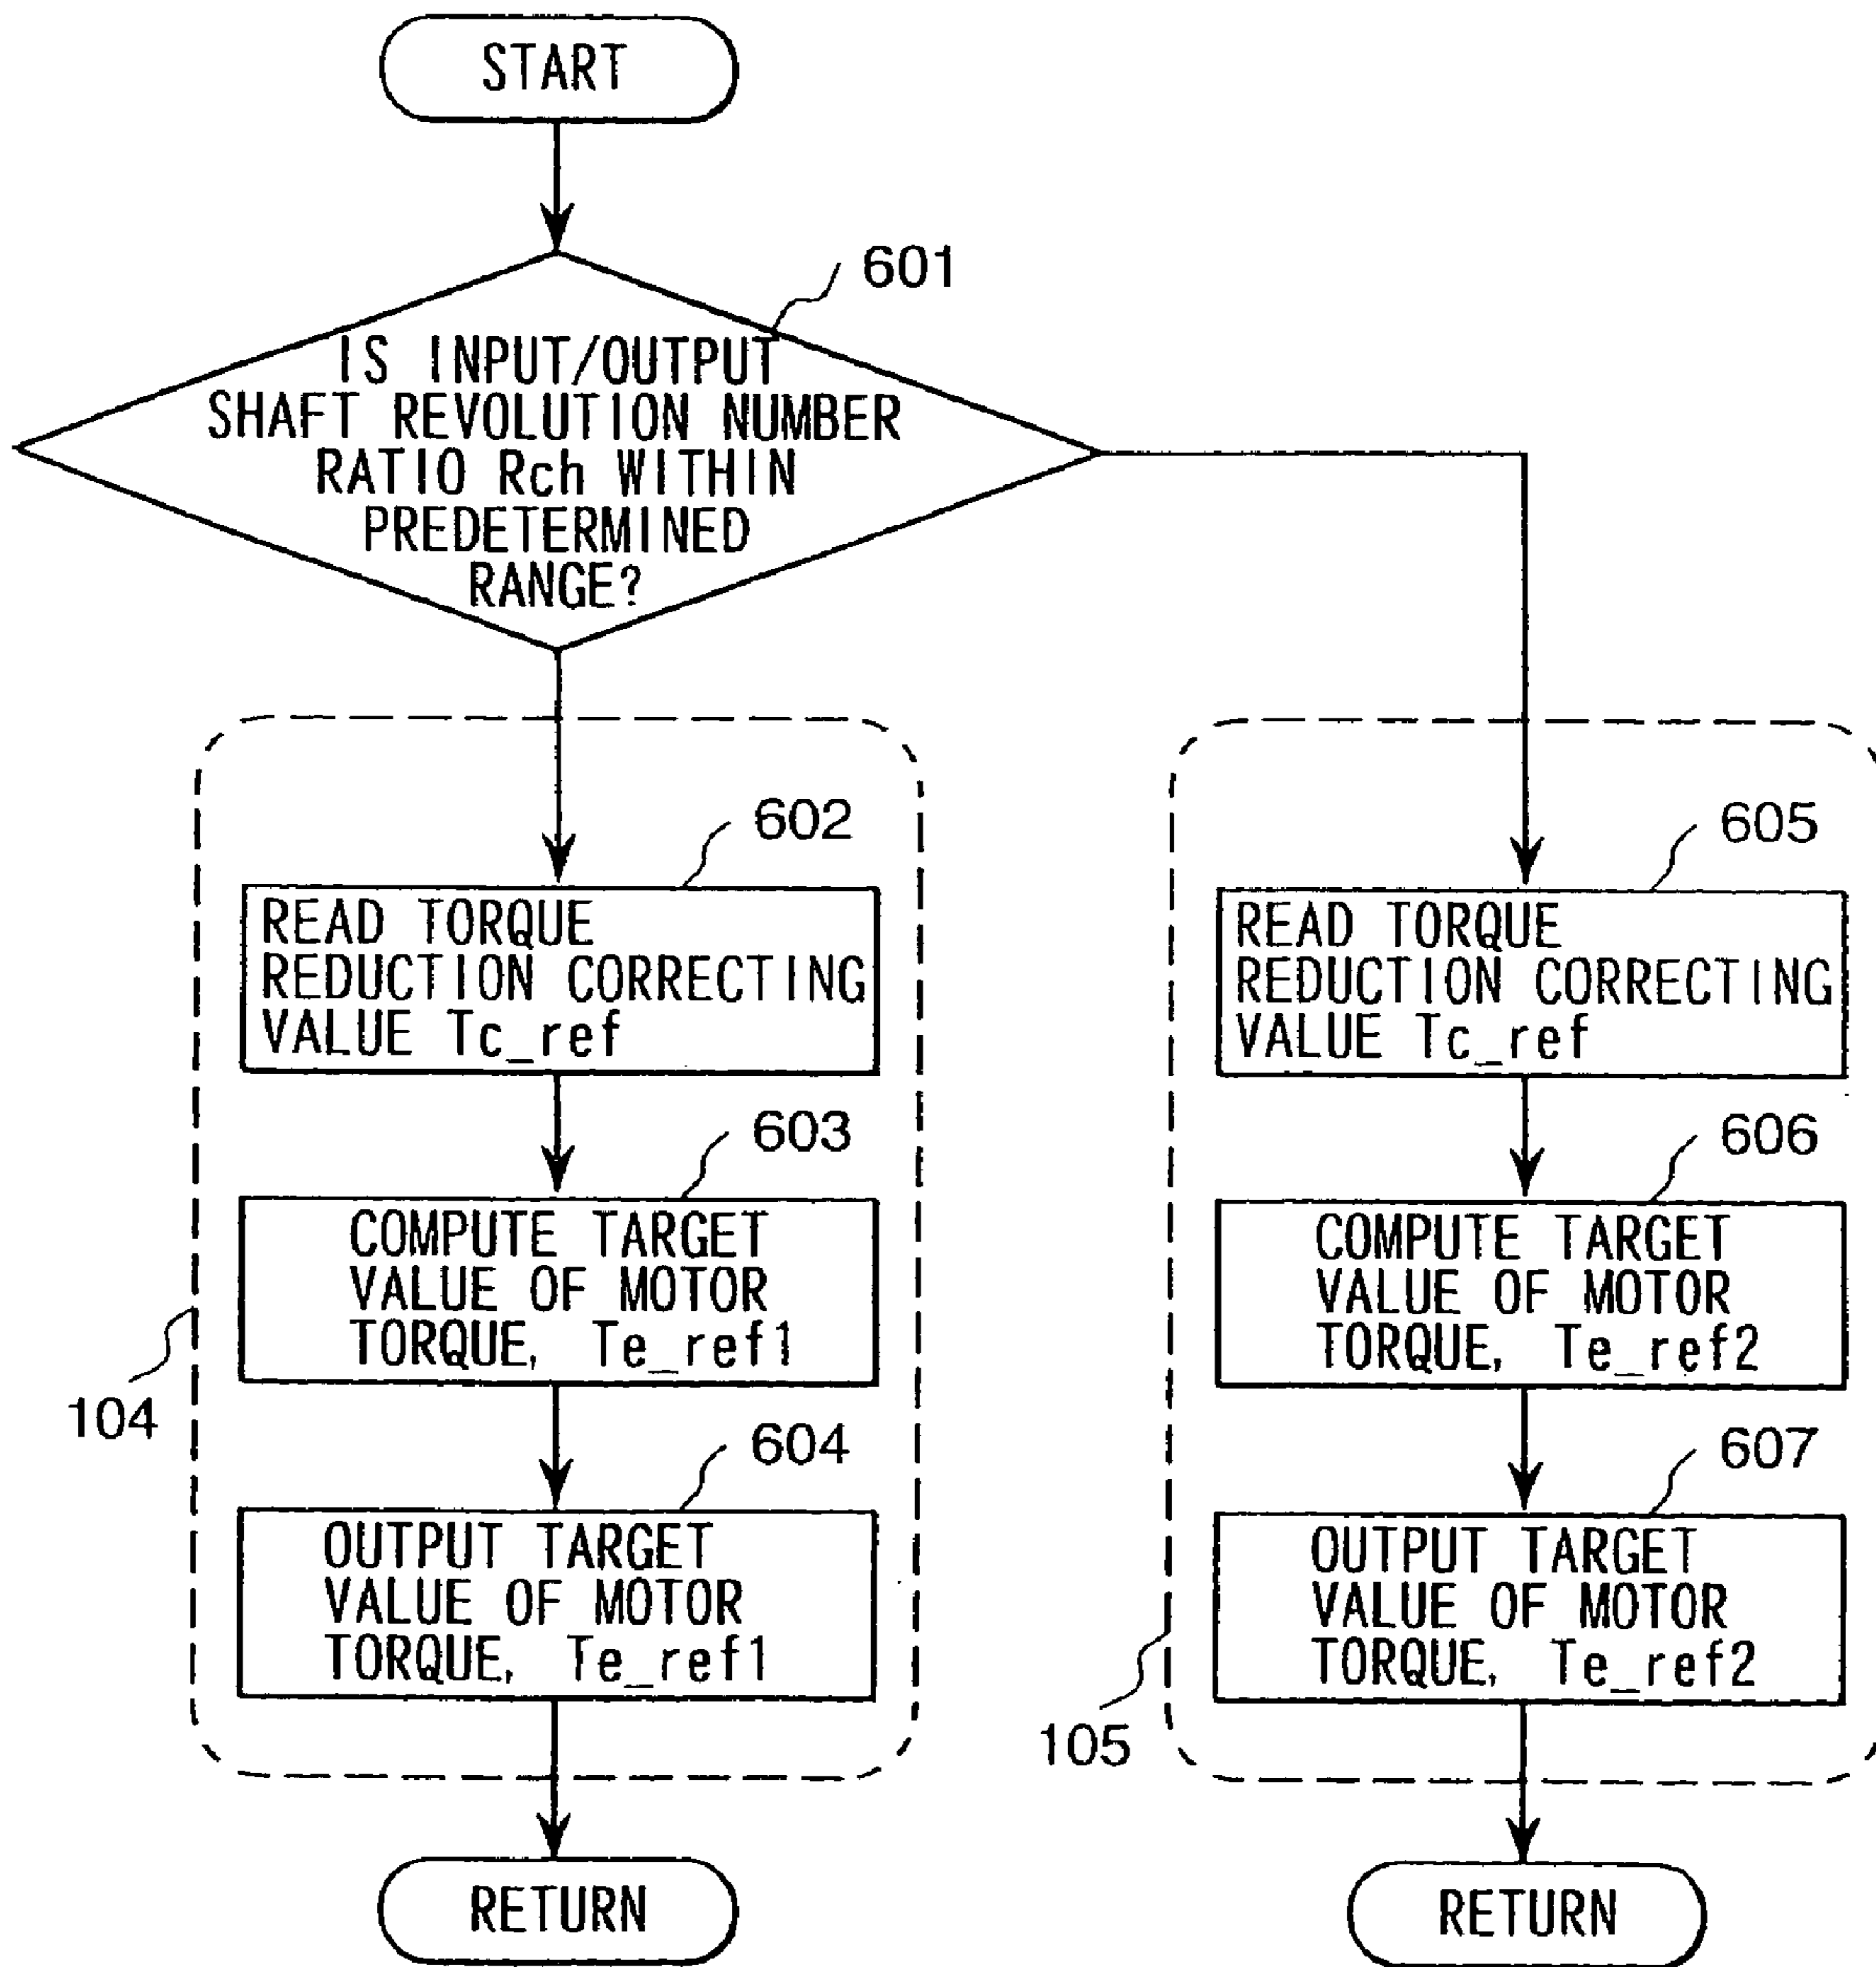 START
601
IS INPUT/OUTPUT
SHAFT REVOLUTION NUMBER
RATIO Rch WITHIN
PREDETERMINED
RANGE?
602
READ TORQUE
REDUCTION CORRECTING
VALUE Tc_ref
603
COMPUTE TARGET
VALUE OF MOTOR
TORQUE, Te_ref1
104
604
OUTPUT TARGET
VALUE OF MOTOR
TORQUE, Te_ref1
RETURN
605
READ TORQUE
REDUCTION CORRECTING
VALUE Tc_ref
606
COMPUTE TARGET
VALUE OF MOTOR
TORQUE, Te_ref2
607
OUTPUT TARGET
VALUE OF MOTOR
TORQUE, Te_ref2
105
RETURN